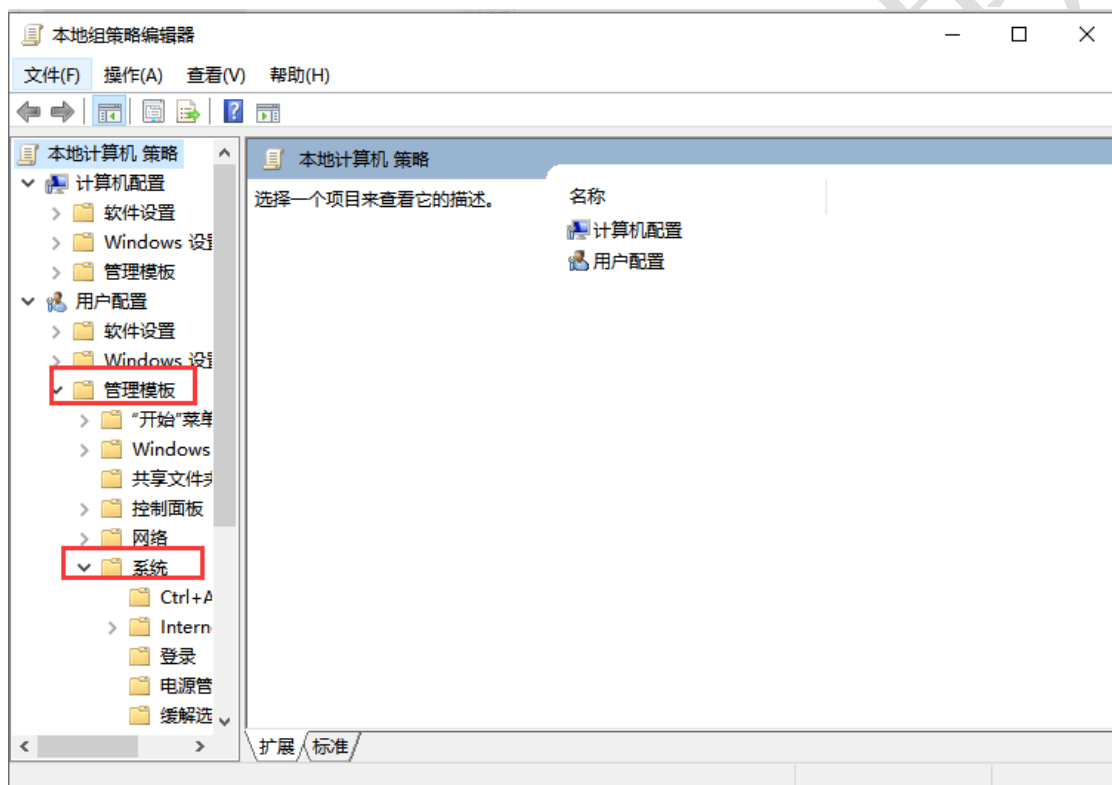 本地组策略编辑器
文件(F) 操作(A) 查看(V) 帮助(H)
本地计算机 策略
计算机配置
软件设置
Windows 设
管理模板
用户配置
软件设置
Windows 设
管理模板
“开始”菜单
Windows
共享文件夹
控制面板
网络
系统
Ctrl+A
Intern
登录
电源管
缓解选
本地计算机 策略
选择一个项目来查看它的描述。
名称
计算机配置
用户配置
扩展 标准